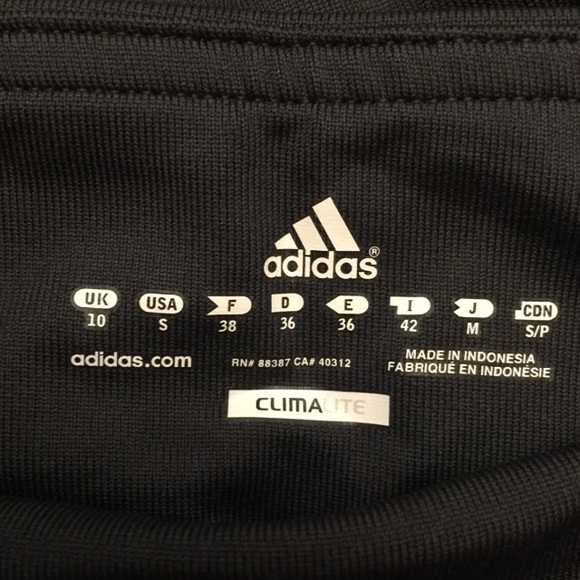 adidas®
UK USA F D E I J CDN
10 S 38 36 36 42 M S/P
adidas.com RN# 88387 CA# 40312 MADE IN INDONESIA
FABRIQUÉ EN INDONÉSIE
CLIMALITE